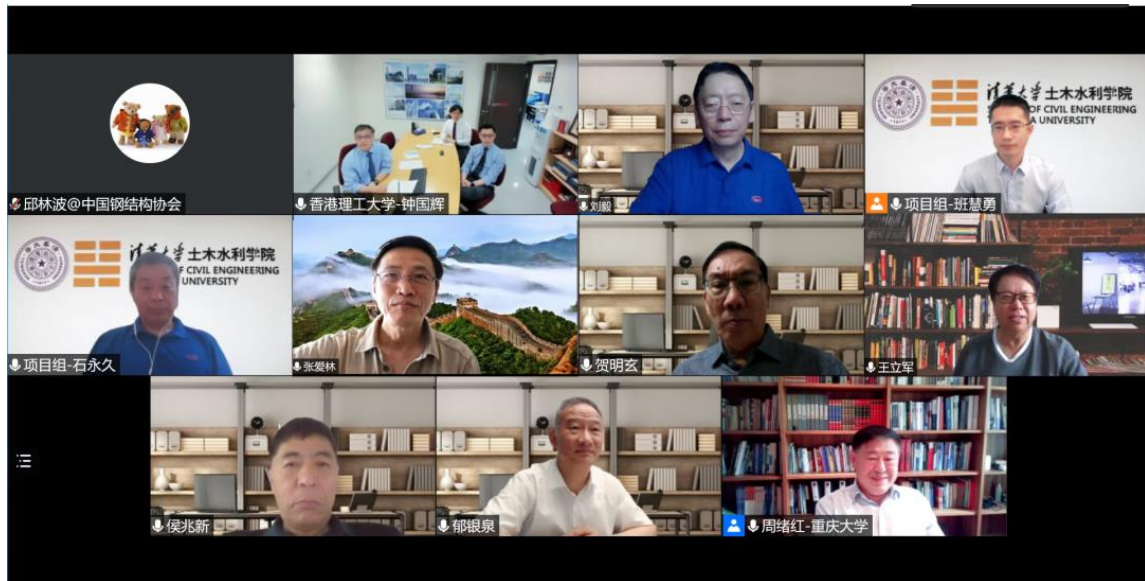 邱林波@中国钢结构协会
香港理工大学-钟国辉
刘毅
清华大学土木水利学院
OF CIVIL ENGINEERING
UNIVERSITY
项目组-班慧勇
清华大学土木水利学院
OF CIVIL ENGINEERING
UNIVERSITY
项目组-石永久
张爱林
贺明玄
王立军
侯兆新
郁银泉
周绪红-重庆大学